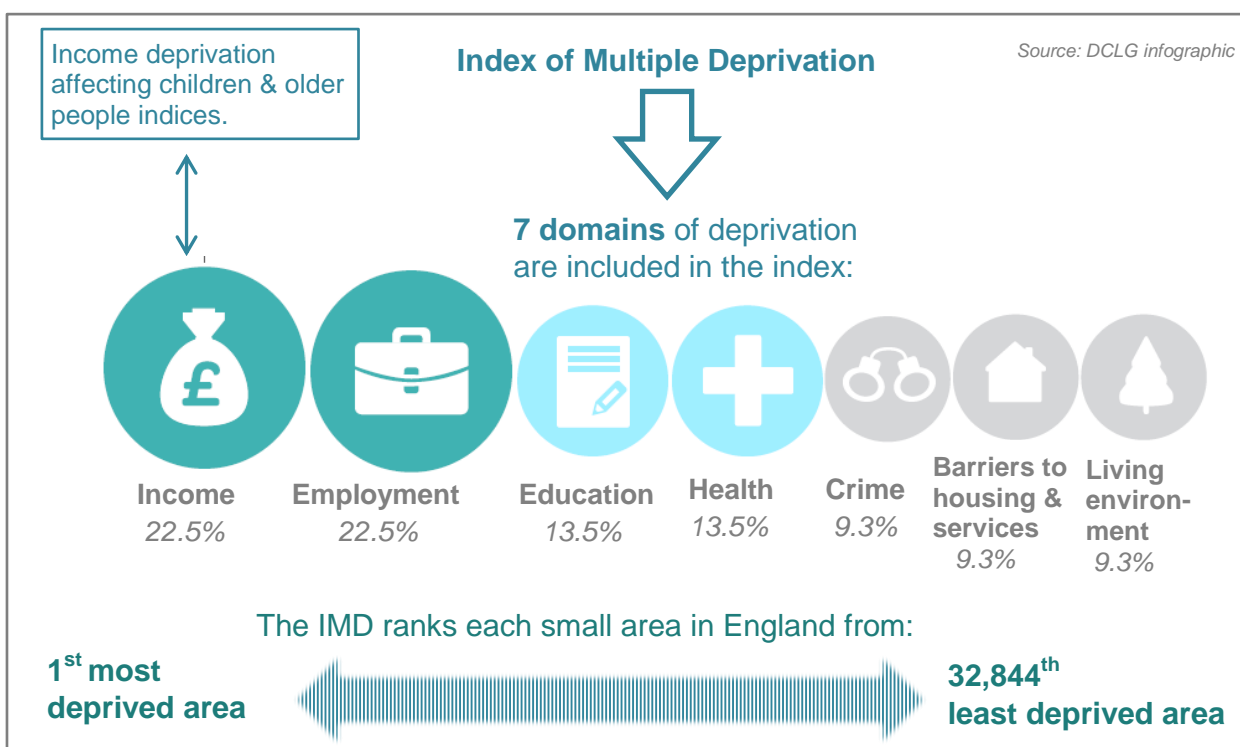 Income deprivation
affecting children & older
people indices.
Index of Multiple Deprivation
Source: DCLG infographic
7 domains of deprivation
are included in the index:
£
Income
22.5%
Employment
22.5%
Education
13.5%
Health
13.5%
Crime
9.3%
Barriers to
housing &
services
9.3%
Living
environ-
ment
9.3%
The IMD ranks each small area in England from:
1st most
deprived area
32,844th
least deprived area